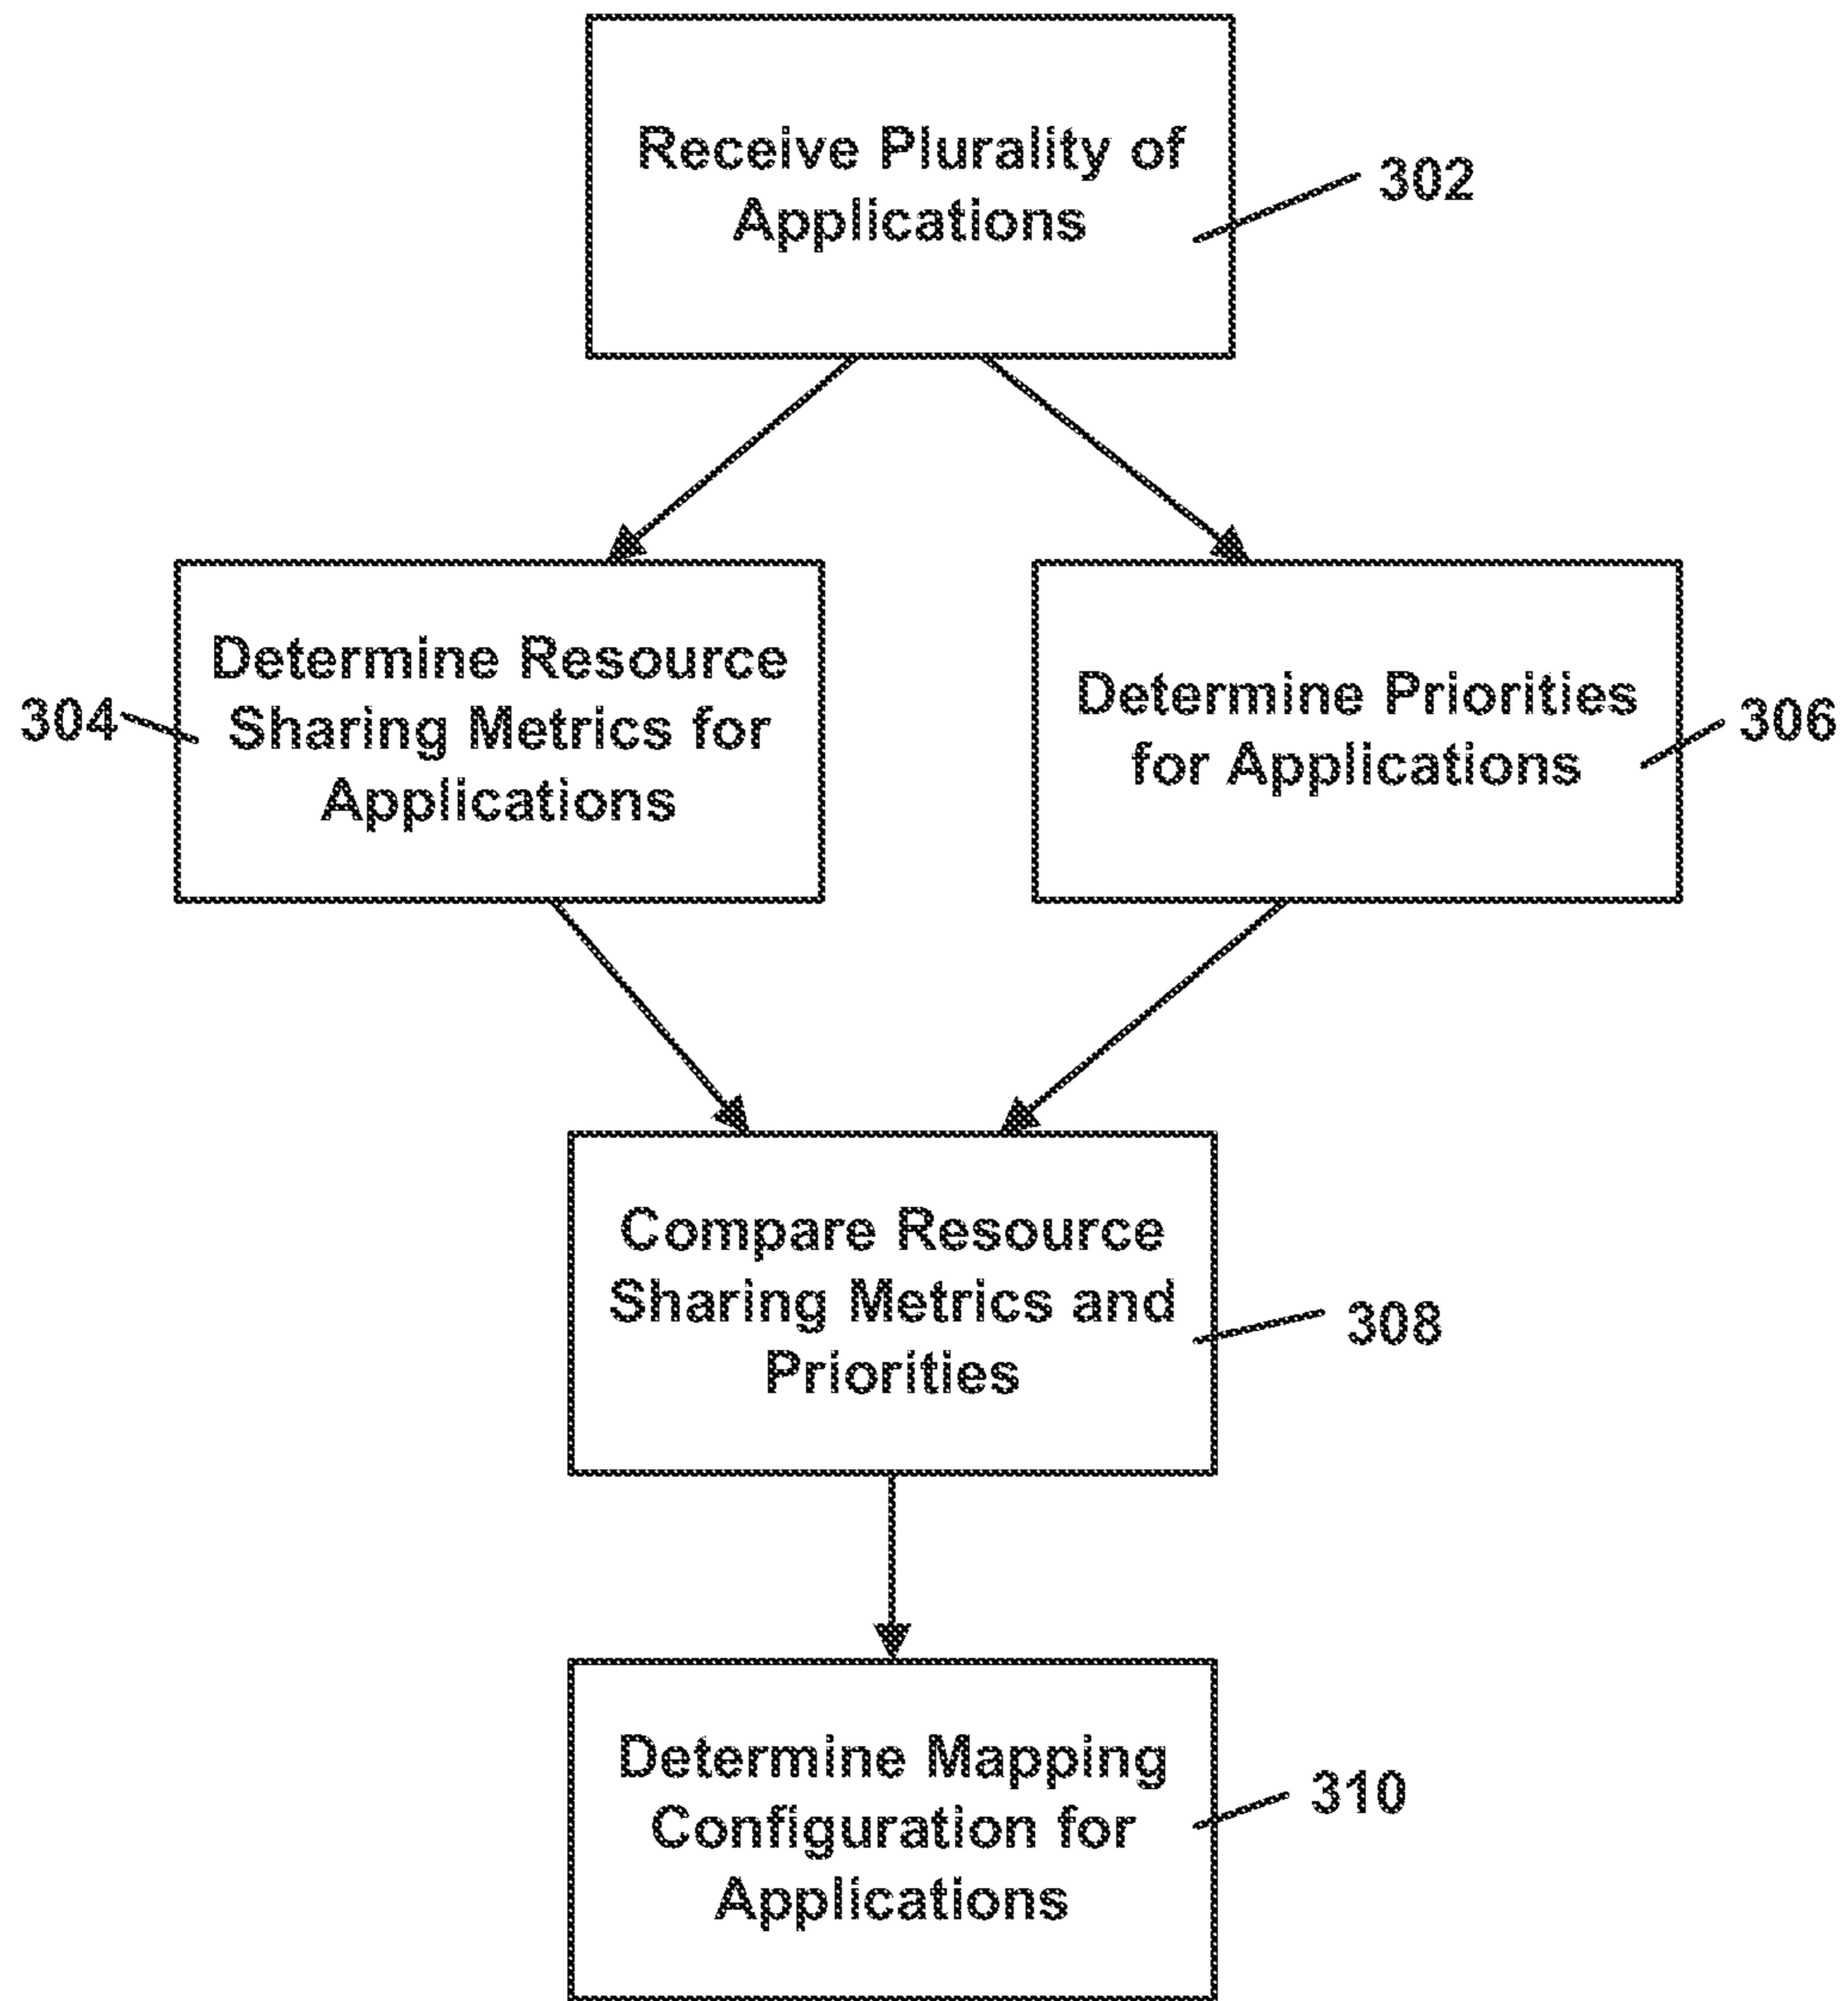 Receive Plurality of
Applications
302
Determine Resource
Sharing Metrics for
Applications
304
Determine Priorities
for Applications
306
Compare Resource
Sharing Metrics and
Priorities
308
Determine Mapping
Configuration for
Applications
310